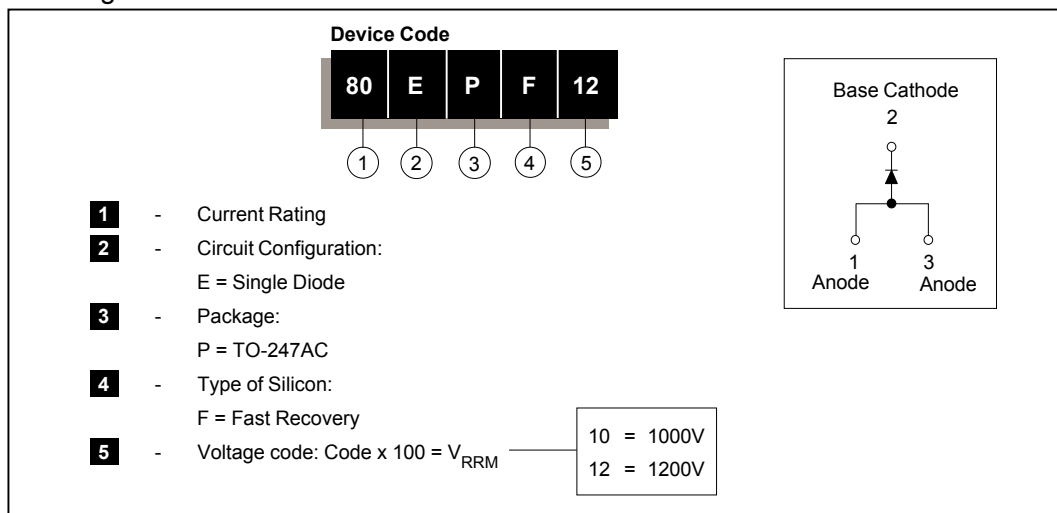 Device Code
80 E P F 12
1 2 3 4 5
1 - Current Rating
2 - Circuit Configuration:
E = Single Diode
3 - Package:
P = TO-247AC
4 - Type of Silicon:
F = Fast Recovery
5 - Voltage code: Code x 100 = VRRM
10 = 1000V
12 = 1200V
Base Cathode
2
1 3
Anode Anode